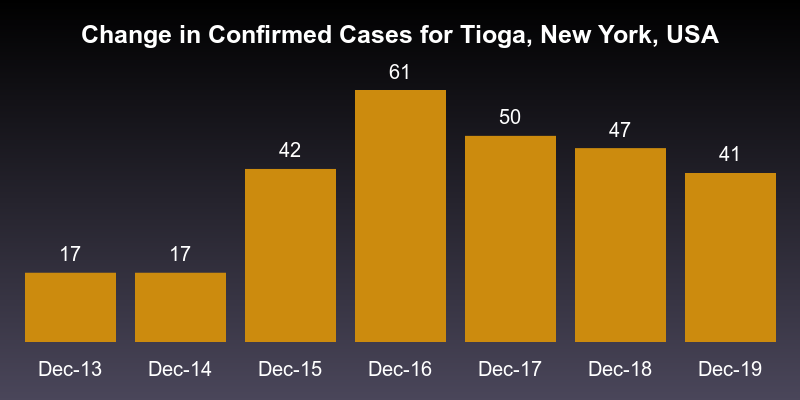 Change in Confirmed Cases for Tioga, New York, USA
61
50
47
42
41
17
17
Dec-13
Dec-14
Dec-15
Dec-16
Dec-17
Dec-18
Dec-19